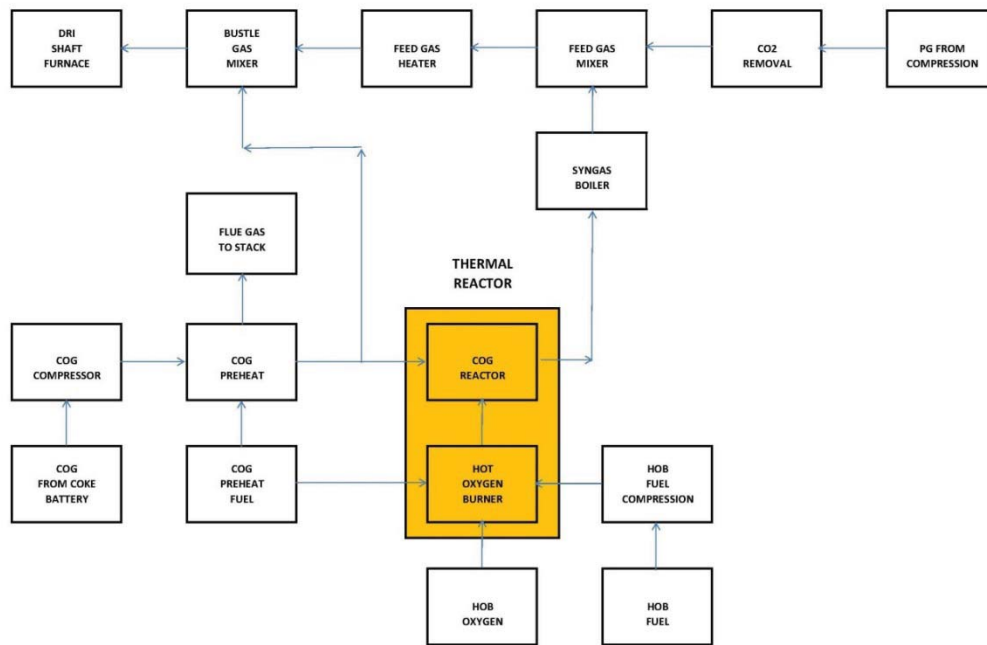 DRI
SHAFT
FURNACE
BUSTLE
GAS
MIXER
FEED GAS
HEATER
FEED GAS
MIXER
CO2
REMOVAL
PG FROM
COMPRESSION
SYNGAS
BOILER
FLUE GAS
TO STACK
THERMAL
REACTOR
COG
COMPRESSOR
COG
PREHEAT
COG
REACTOR
COG
FROM COKE
BATTERY
COG
PREHEAT
FUEL
HOT
OXYGEN
BURNER
HOB
FUEL
COMPRESSION
HOB
OXYGEN
HOB
FUEL